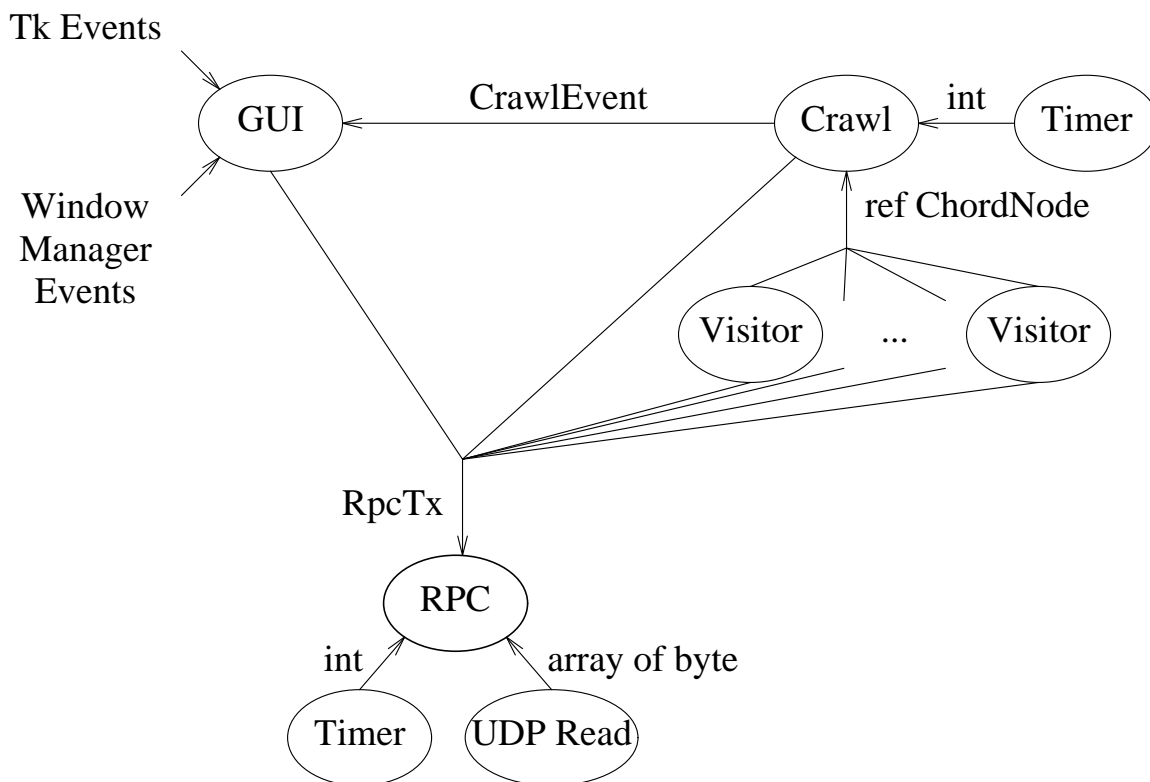 Tk Events
GUI
CrawlEvent
Crawl
int
Timer
Window
Manager
Events
ref ChordNode
Visitor
...
Visitor
RpcTx
RPC
int
array of byte
Timer
UDP Read